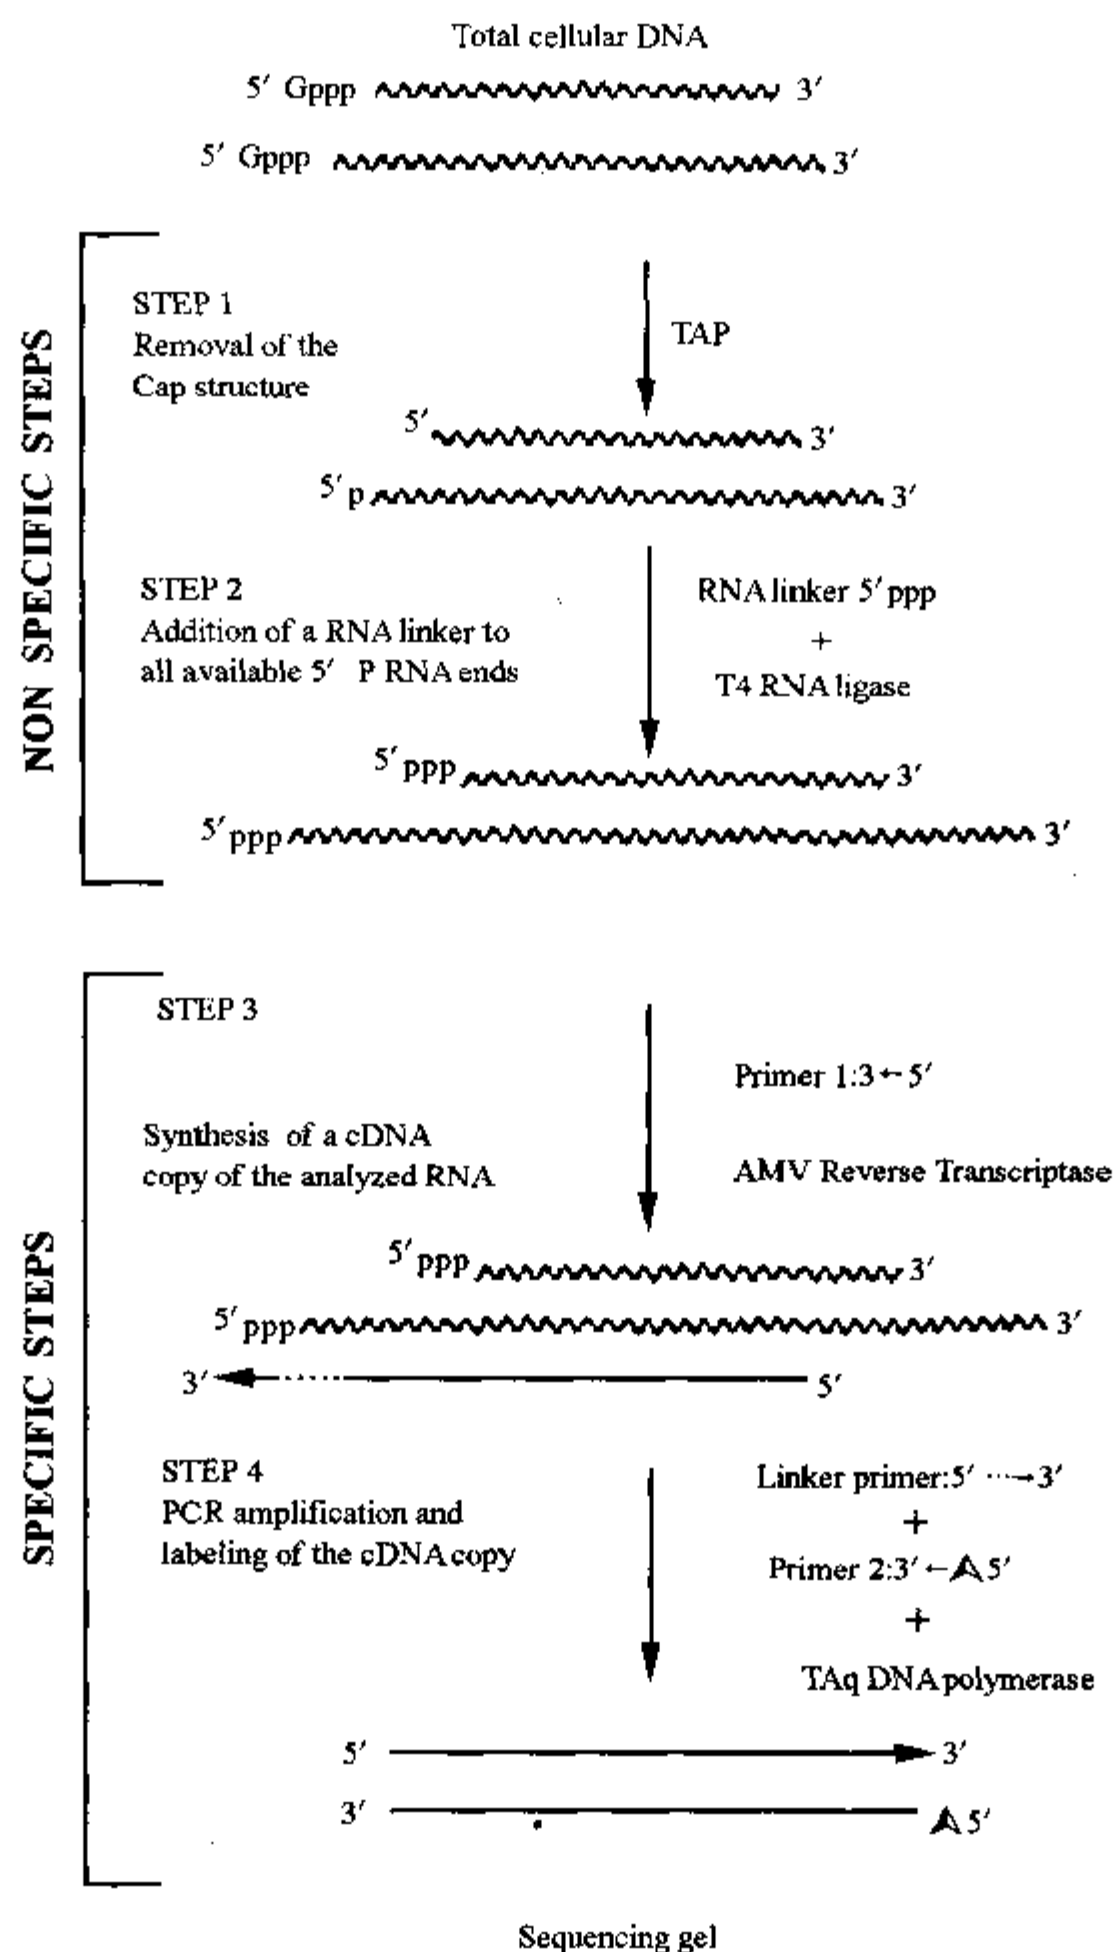 Total cellular DNA
5′ Gppp 3′
5′ Gppp 3′
NON SPECIFIC STEPS
STEP 1
Removal of the
Cap structure
TAP
5′ 3′
5′ p 3′
STEP 2
Addition of a RNA linker to
all available 5′ P RNA ends
RNA linker 5′ ppp
+
T4 RNA ligase
5′ ppp 3′
5′ ppp 3′
SPECIFIC STEPS
STEP 3
Synthesis of a cDNA
copy of the analyzed RNA
Primer 1:3 ← 5′
AMV Reverse Transcriptase
5′ ppp 3′
5′ ppp 3′
3′ 5′
STEP 4
PCR amplification and
labeling of the cDNA copy
Linker primer:5′ ···→ 3′
+
Primer 2:3′ ← 5′
+
TAq DNA polymerase
5′ 3′
3′ 5′
Sequencing gel